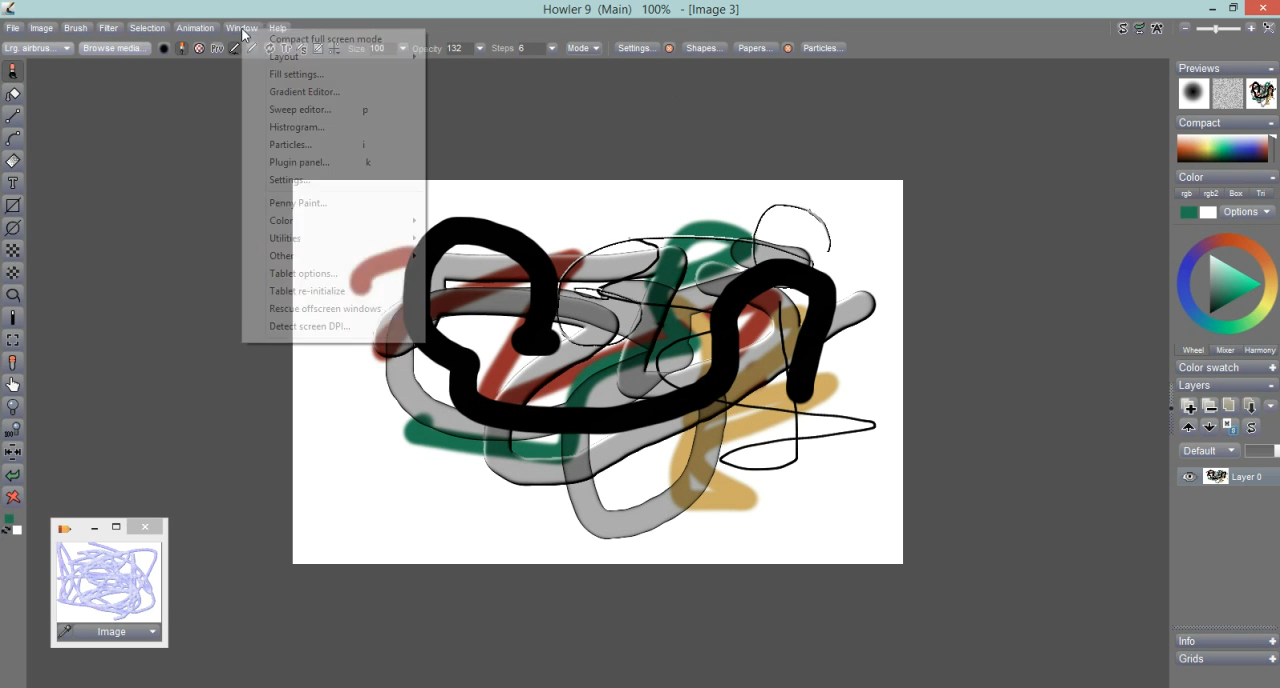 Howler 9 (Main) 100% - [Image 3]
File Image Brush Filter Selection Animation Window Help
Lrg. airbrus... Browse media... Pro Size 100 Opacity 132 Steps 6 Mode Settings... Shapes... Papers... Particles...
Compact full screen mode
Layout
Fill settings...
Gradient Editor...
Sweep editor... p
Histrogram...
Particles... i
Plugin panel... k
Settings...
Penny Paint...
Color
Utilities
Other
Tablet options...
Tablet re-initialize
Rescue offscreen windows
Detect screen DPI...
Previews
Compact
Color
rgb rgb2 Box Tri
Options
Wheel Mixer Harmony
Color swatch
Layers
Default
Layer 0
Info
Grids
Image